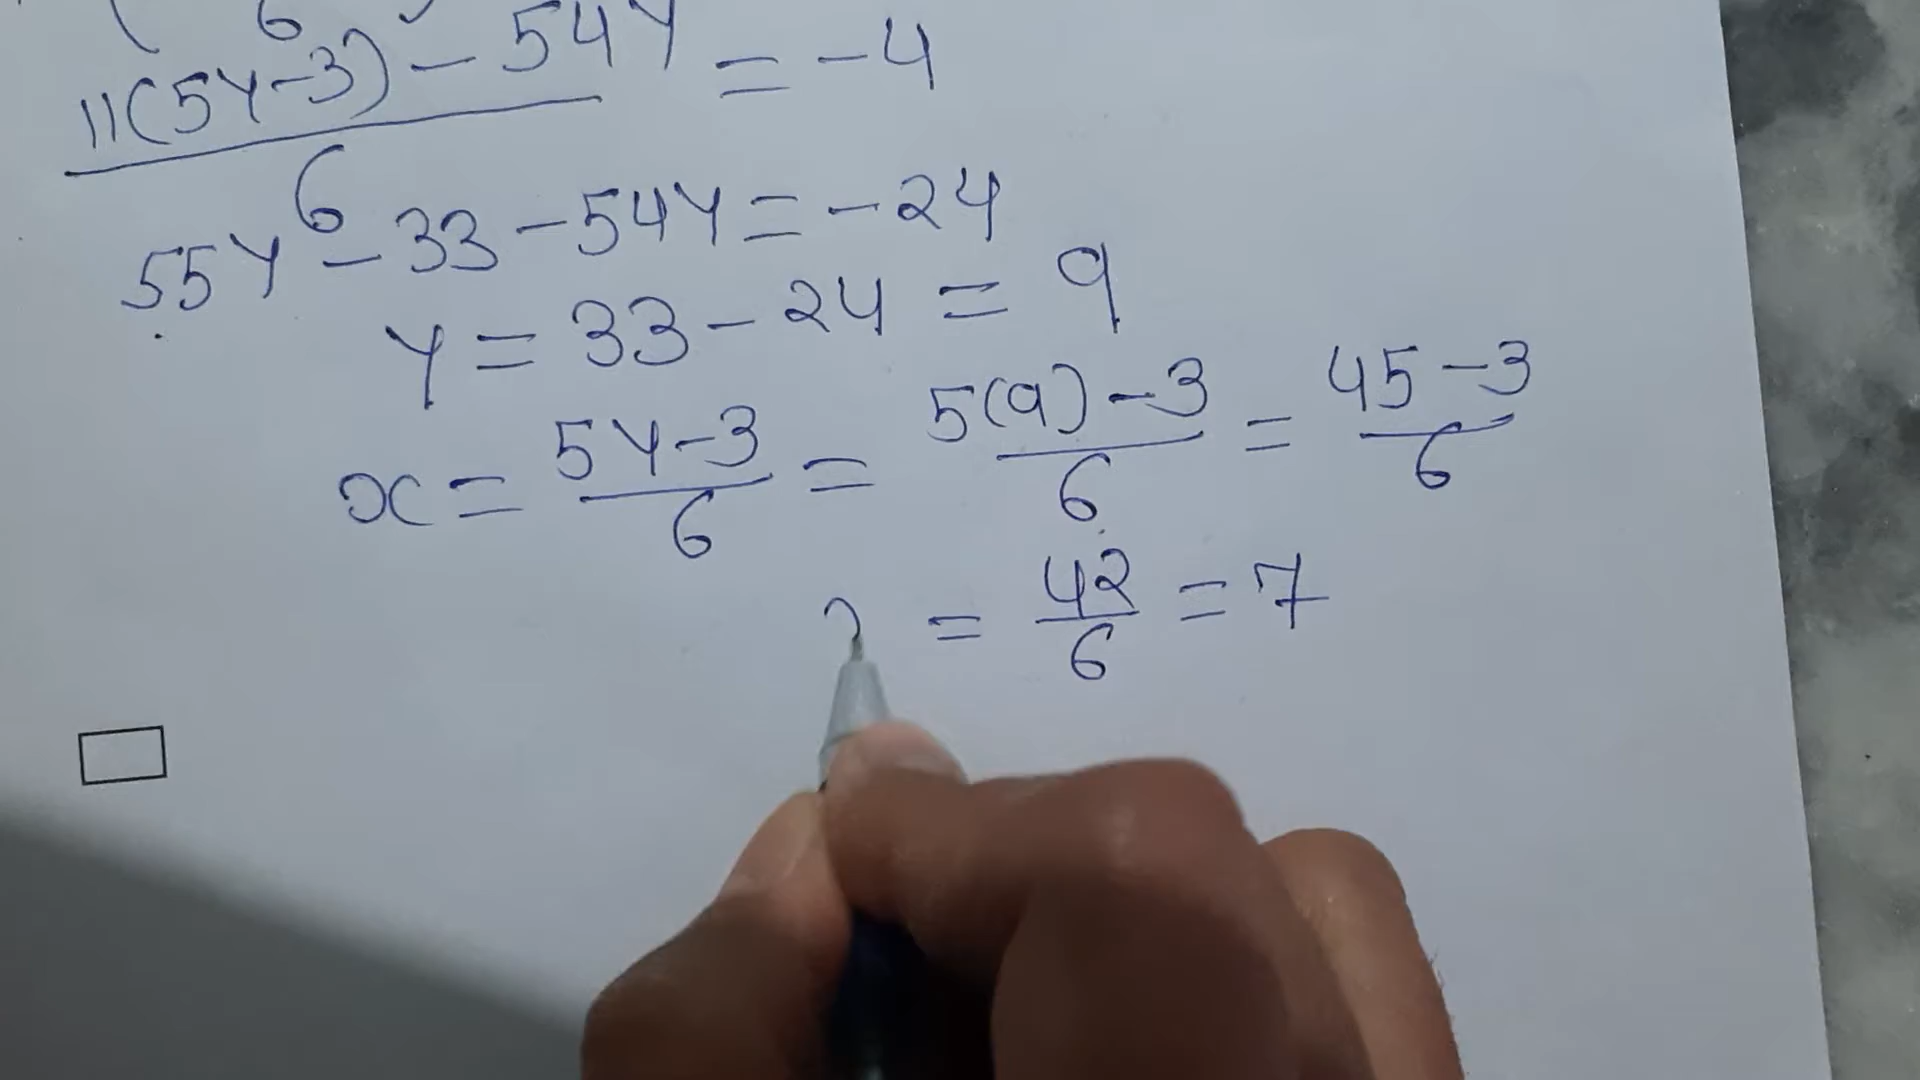 ( 6
11(5y-3) - 54y = -4
6
55y - 33 - 54y = -24
y = 33 - 24 = 9
x = 5y-3/6 = 5(9)-3/6 = 45-3/6
= 42/6 = 7